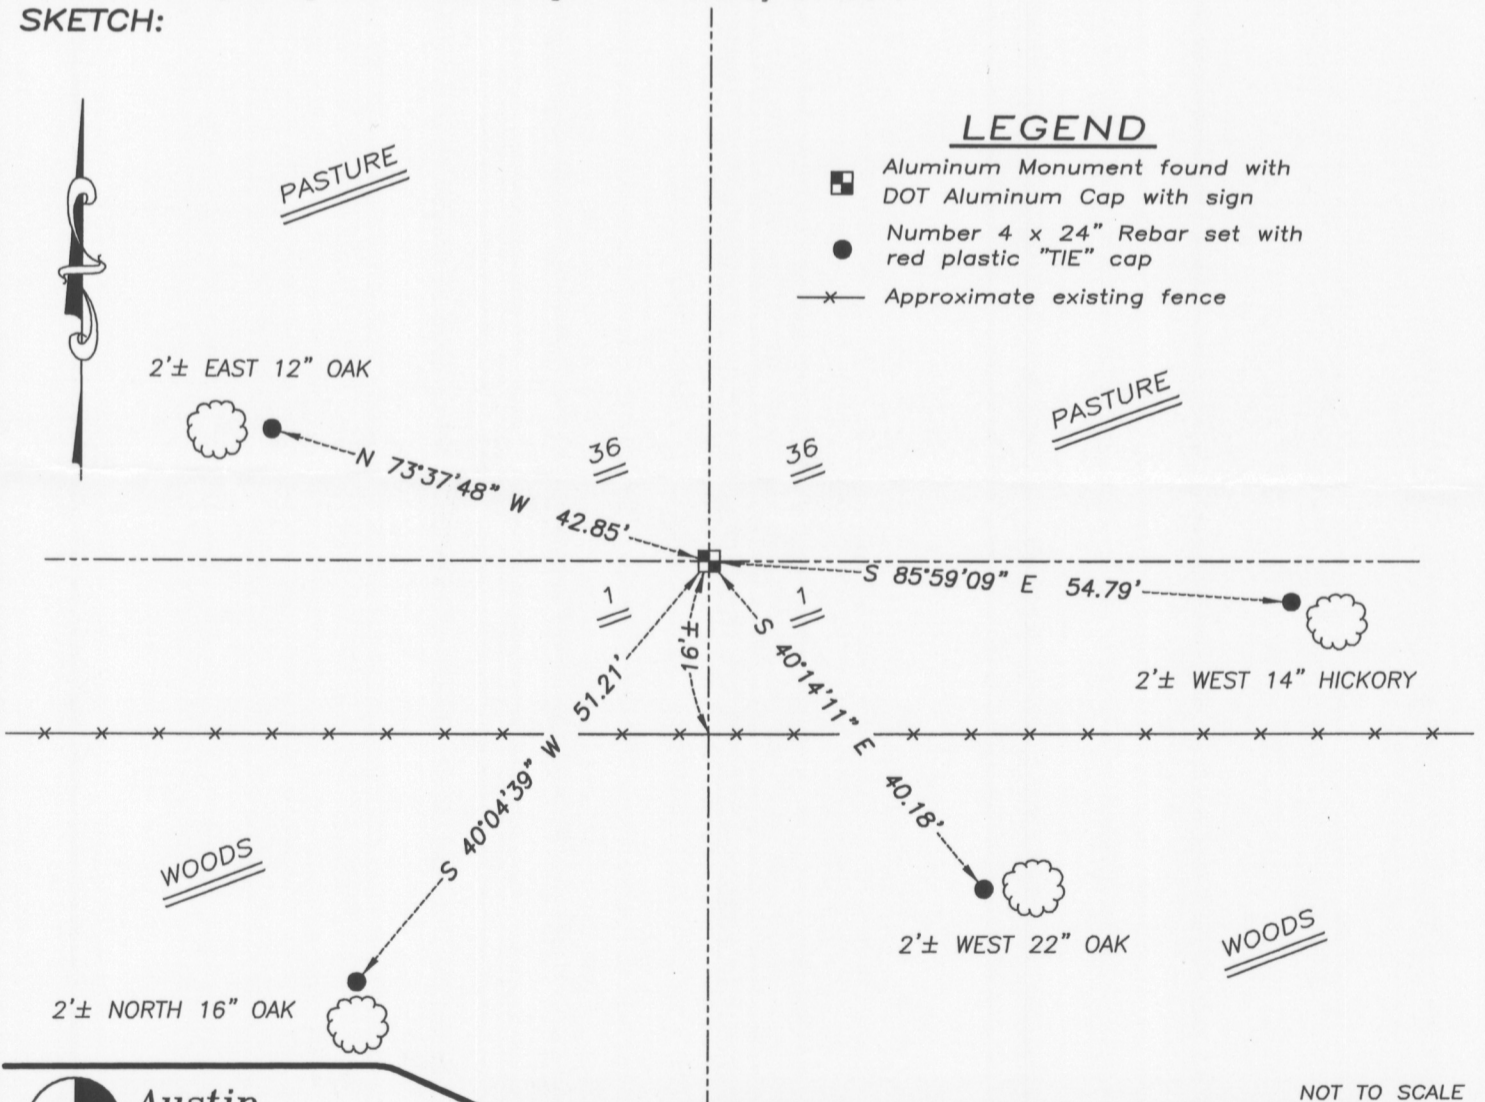 SKETCH:
LEGEND
Aluminum Monument found with
DOT Aluminum Cap with sign
Number 4 x 24" Rebar set with
red plastic "TIE" cap
Approximate existing fence
PASTURE
2'± EAST 12" OAK
PASTURE
36
36
N 73°37'48" W 42.85'
S 85°59'09" E 54.79'
1
1
16'±
2'± WEST 14" HICKORY
S 40°04'39" W 51.21'
S 40°14'11" E 40.18'
WOODS
2'± WEST 22" OAK
WOODS
2'± NORTH 16" OAK
Austin
NOT TO SCALE